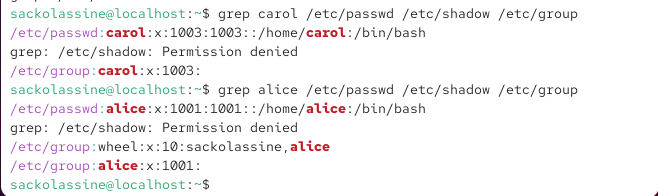 sackolassine@localhost:~$ grep carol /etc/passwd /etc/shadow /etc/group
/etc/passwd:carol:x:1003:1003::/home/carol:/bin/bash
grep: /etc/shadow: Permission denied
/etc/group:carol:x:1003:
sackolassine@localhost:~$ grep alice /etc/passwd /etc/shadow /etc/group
/etc/passwd:alice:x:1001:1001::/home/alice:/bin/bash
grep: /etc/shadow: Permission denied
/etc/group:wheel:x:10:sackolassine,alice
/etc/group:alice:x:1001:
sackolassine@localhost:~$